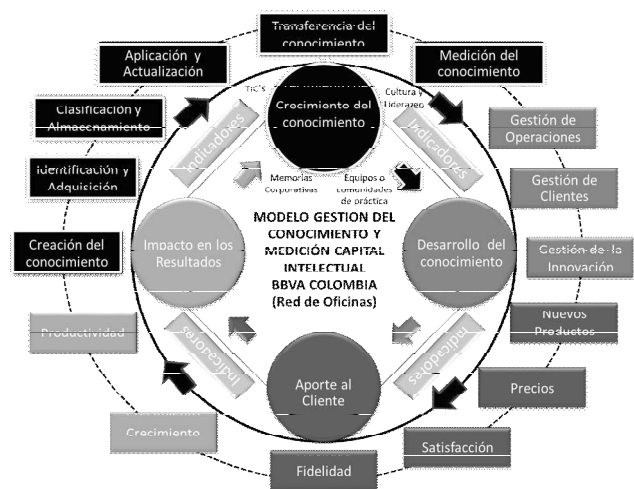 Transferencia del
conocimiento
Aplicación y
Actualización
Medición del
conocimiento
Clasificación y
Almacenamiento
TIC's
Crecimiento del
conocimiento
Cultura y
Liderazgo
Indicadores
Indicadores
Gestión de
Operaciones
Identificación y
Adquicición
Memorias
Corporativas
Equipos o
comunidades
de práctica
Gestión de
Clientes
Creación del
conocimiento
Impacto en los
Resultados
MODELO GESTION DEL
CONOCIMIENTO Y
MEDICIÓN CAPITAL
INTELECTUAL
BBVA COLOMBIA
(Red de Oficinas)
Desarrollo del
conocimiento
Gestión de la
Innovación
Productividad
Indicadores
Indicadores
Nuevos
Productos
Aporte al
Cliente
Precios
Crecimiento
Satisfacción
Fidelidad